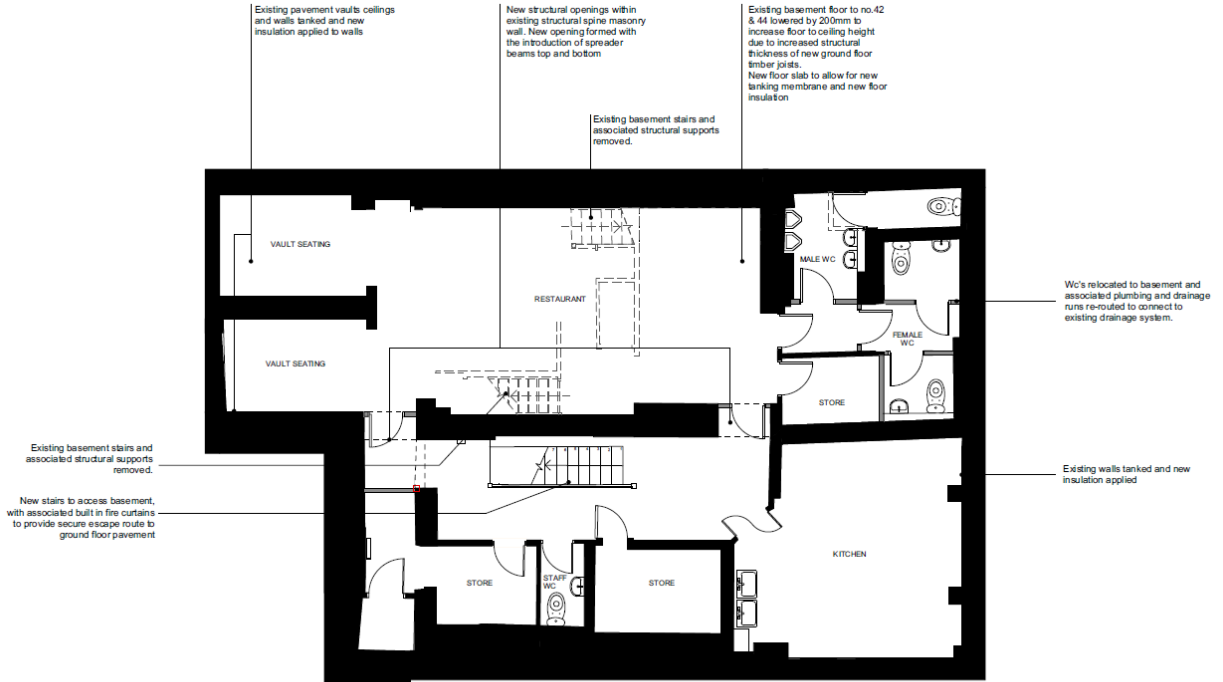 Existing pavement vaults ceilings
and walls tanked and new
insulation applied to walls
New structural openings within
existing structural spine masonry
wall. New opening formed with
the introduction of spreader
beams top and bottom
Existing basement floor to no.42
& 44 lowered by 200mm to
increase floor to ceiling height
due to increased structural
thickness of new ground floor
timber joists.
New floor slab to allow for new
tanking membrane and new floor
insulation
Existing basement stairs and
associated structural supports
removed.
VAULT SEATING
RESTAURANT
MALE WC
Wc's relocated to basement and
associated plumbing and drainage
runs re-routed to connect to
existing drainage system.
FEMALE
WC
VAULT SEATING
STORE
Existing basement stairs and
associated structural supports
removed.
New stairs to access basement,
with associated built in fire curtains
to provide secure escape route to
ground floor pavement
Existing walls tanked and new
insulation applied
KITCHEN
STORE
STAFF
WC
STORE